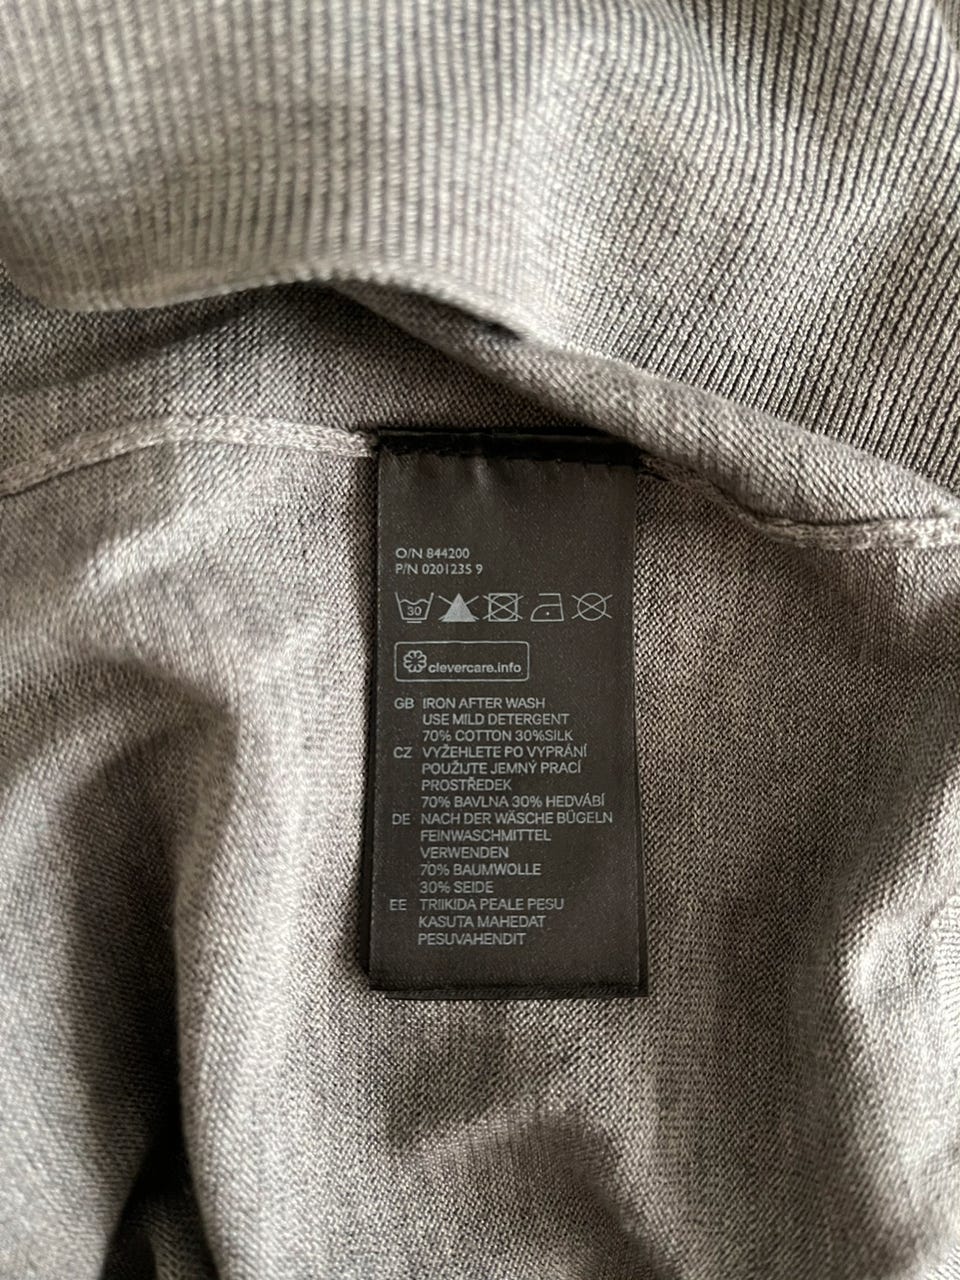 O/N 844200
P/N 0201235 9
30
clevercare.info
GB IRON AFTER WASH
USE MILD DETERGENT
70% COTTON 30%SILK
CZ VYŽEHLETE PO VYPRÁNÍ
POUŽIJTE JEMNÝ PRACÍ
PROSTŘEDEK
70% BAVLNA 30% HEDVÁBÍ
DE NACH DER WÄSCHE BÜGELN
FEINWASCHMITTEL
VERWENDEN
70% BAUMWOLLE
30% SEIDE
EE TRIIKIDA PEALE PESU
KASUTA MAHEDAT
PESUVAHENDIT